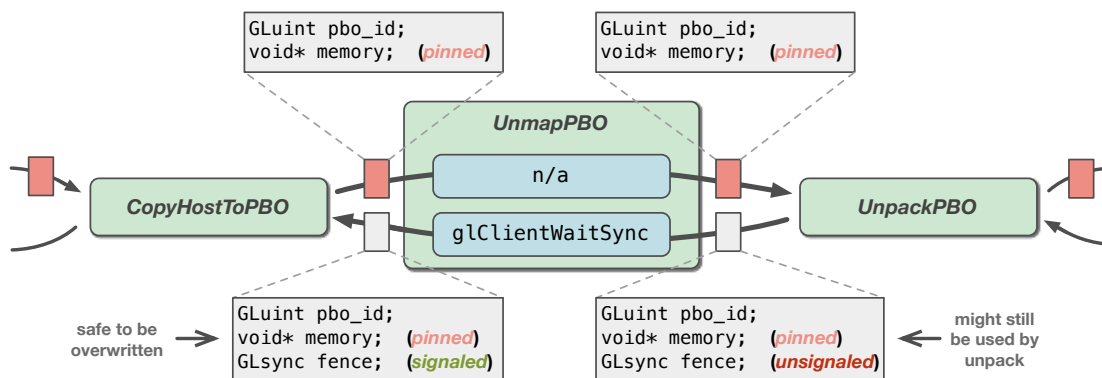 GLuint pbo_id;
void* memory; (pinned)
GLuint pbo_id;
void* memory; (pinned)
UnmapPBO
n/a
CopyHostToPBO
UnpackPBO
glClientWaitSync
safe to be
overwritten
GLuint pbo_id;
void* memory; (pinned)
GLsync fence; (signaled)
GLuint pbo_id;
void* memory; (pinned)
GLsync fence; (unsignaled)
might still
be used by
unpack